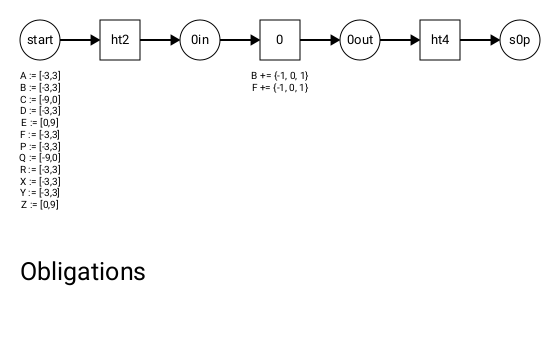 start ht2 0in 0 0out ht4 s0p
A := [-3,3]
B := [-3,3]
C := [-9,0]
D := [-3,3]
E := [0,9]
F := [-3,3]
P := [-3,3]
Q := [-9,0]
R := [-3,3]
X := [-3,3]
Y := [-3,3]
Z := [0,9]
B += {-1, 0, 1}
F += {-1, 0, 1}
Obligations